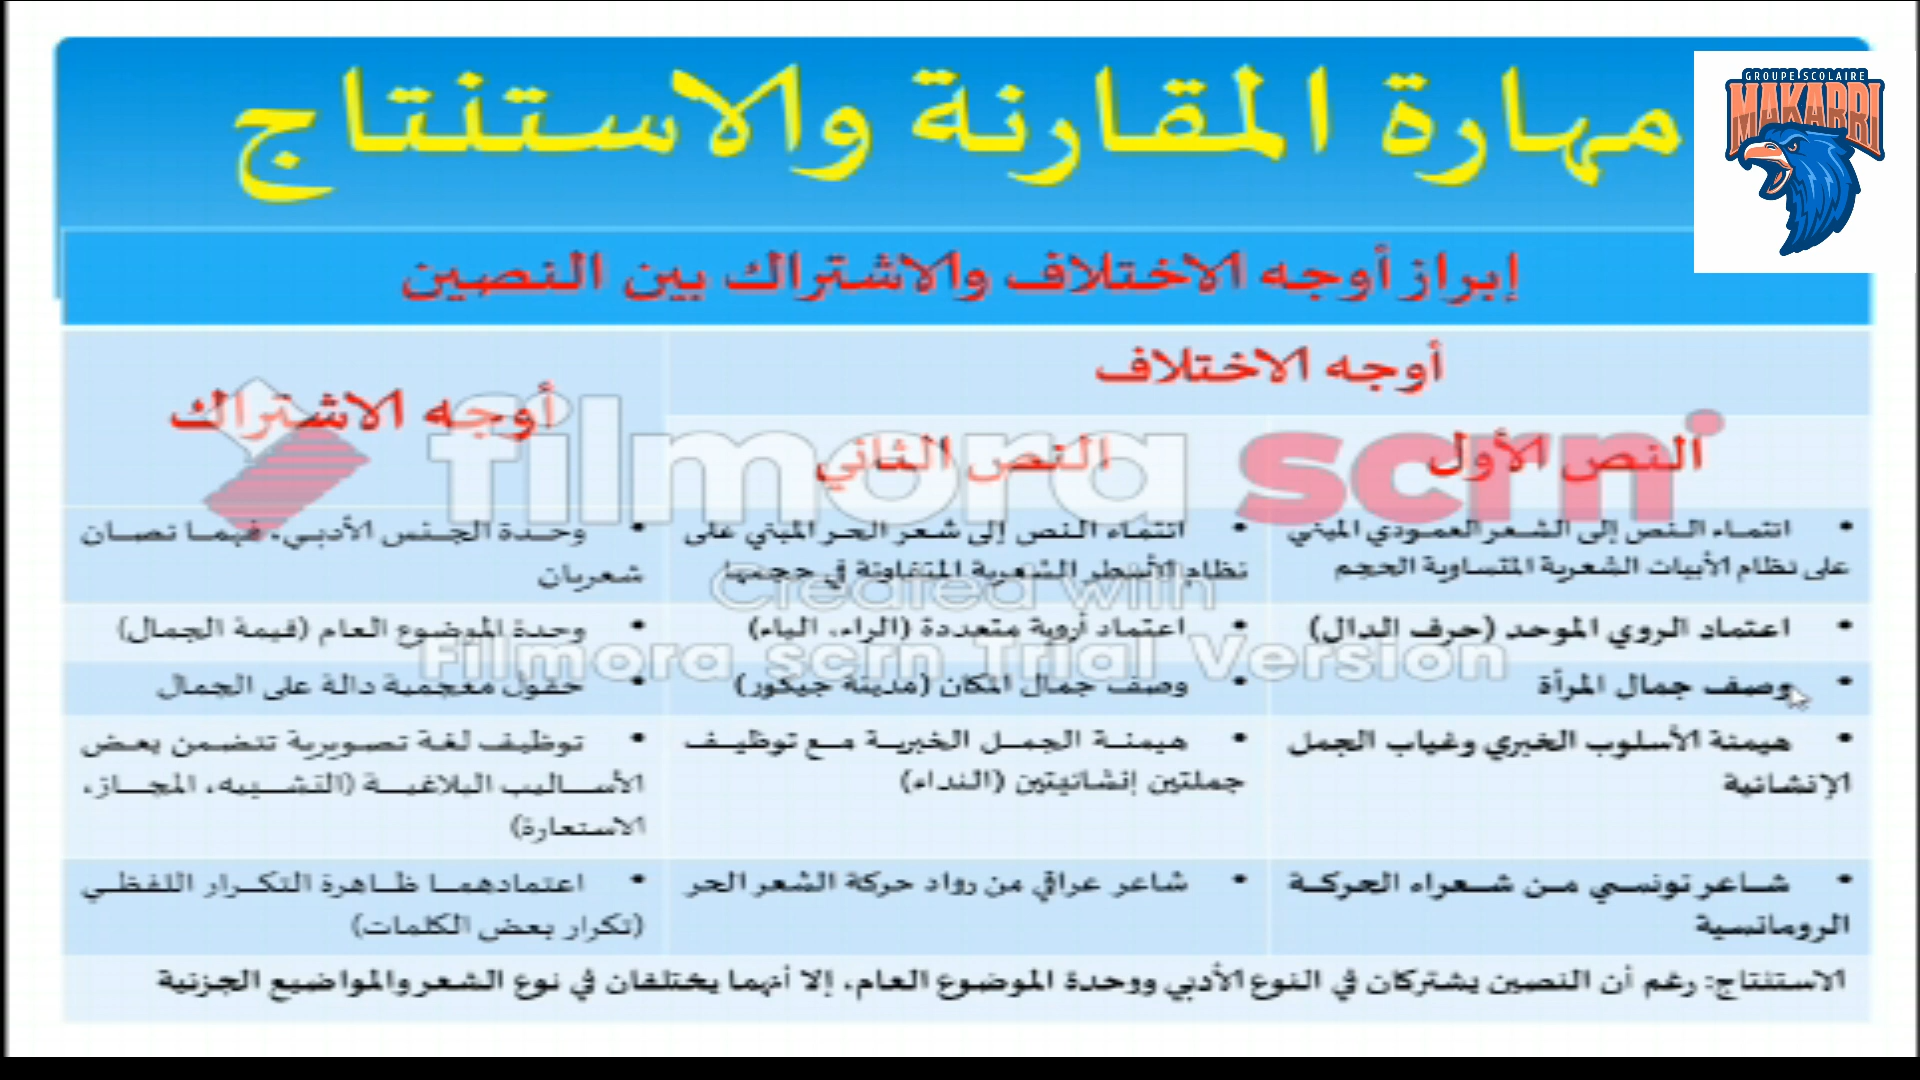 مهارة المقارنة والاستنتاج
GROUPE SCOLAIRE
MAKARRI
إبراز أوجه الاختلاف والاشتراك بين النصين
أوجه الاختلاف
أوجه الاشتراك
النص الأول
النص الثاني
filmora scrn
• انتماء النص إلى الشعر العمودي المبني
على نظام الأبيات الشعرية المتساوية الحجم
• انتماء النص إلى شعر الحر المبني على
نظام الأسطر الشعرية المتفاوتة في حجمها
• وحدة الجنس الأدبي، فهما نصان
شعريان
Created with
• اعتماد الروي الموحد (حرف الدال)
• اعتماد أروية متعددة (الراء، الياء)
• وحدة الموضوع العام (قيمة الجمال)
Filmora scrn Trial Version
• وصف جمال المرأة
• وصف جمال المكان (مدينة جيكور)
• حقول معجمية دالة على الجمال
• هيمنة الأسلوب الخبري وغياب الجمل
الإنشائية
• هيمنة الجمل الخبرية مع توظيف
جملتين إنشائيتين (النداء)
• توظيف لغة تصويرية تتضمن بعض
الأساليب البلاغية (التشبيه، المجاز،
الاستعارة)
• شاعر تونسي من شعراء الحركة
الرومانسية
• شاعر عراقي من رواد حركة الشعر الحر
• اعتمادهما ظاهرة التكرار اللفظي
(تكرار بعض الكلمات)
الاستنتاج: رغم أن النصين يشتركان في النوع الأدبي ووحدة الموضوع العام، إلا أنهما يختلفان في نوع الشعر والمواضيع الجزئية